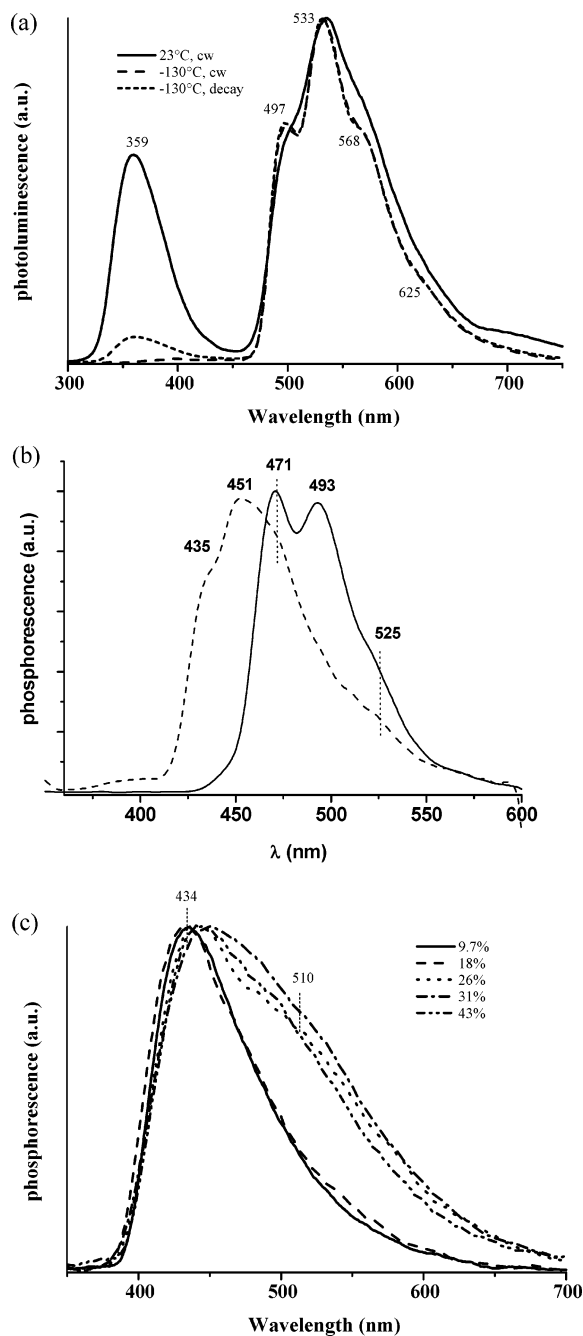 (a)
23°C, cw
-130°C, cw
-130°C, decay
533
497
359
568
625
photoluminescence (a.u.)
300 400 500 600 700
Wavelength (nm)
(b)
471
451
493
435
525
phosphorescence (a.u.)
400 450 500 550 600
λ (nm)
(c)
434
9.7%
18%
26%
31%
43%
510
phosphorescence (a.u.)
400 500 600 700
Wavelength (nm)